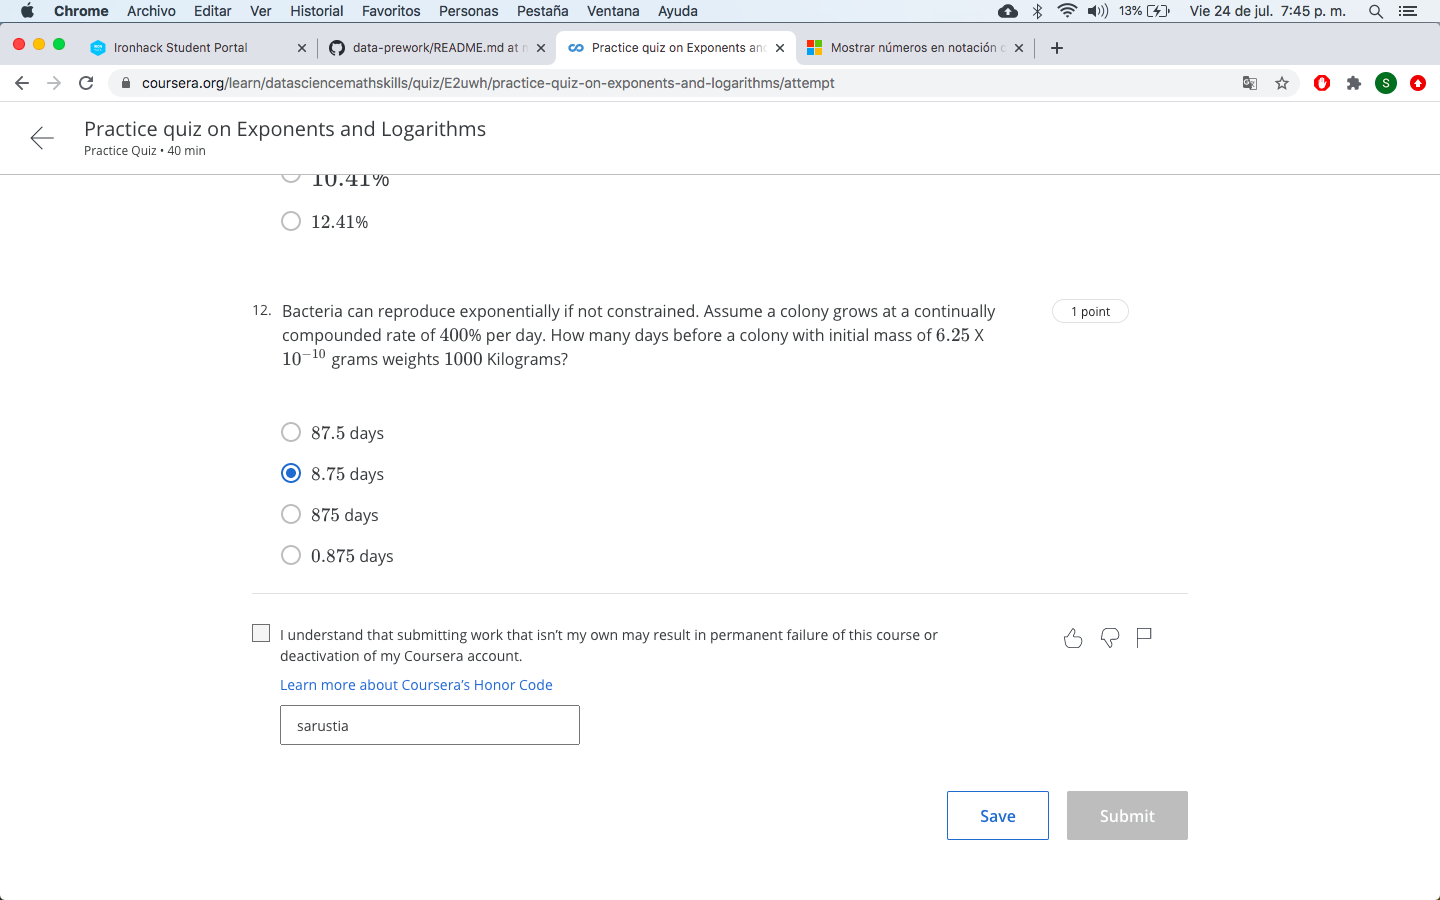 Chrome Archivo Editar Ver Historial Favoritos Personas Pestaña Ventana Ayuda 13% Vie 24 de jul. 7:45 p. m.
Ironhack Student Portal data-prework/README.md at Practice quiz on Exponents an Mostrar números en notación
coursera.org/learn/datasciencemathskills/quiz/E2uwh/practice-quiz-on-exponents-and-logarithms/attempt S
Practice quiz on Exponents and Logarithms
Practice Quiz • 40 min
10.41%
12.41%
12. Bacteria can reproduce exponentially if not constrained. Assume a colony grows at a continually 1 point
compounded rate of 400% per day. How many days before a colony with initial mass of 6.25 X
10⁻¹⁰ grams weights 1000 Kilograms?
87.5 days
8.75 days
875 days
0.875 days
I understand that submitting work that isn't my own may result in permanent failure of this course or
deactivation of my Coursera account.
Learn more about Coursera's Honor Code
sarustia
Save Submit